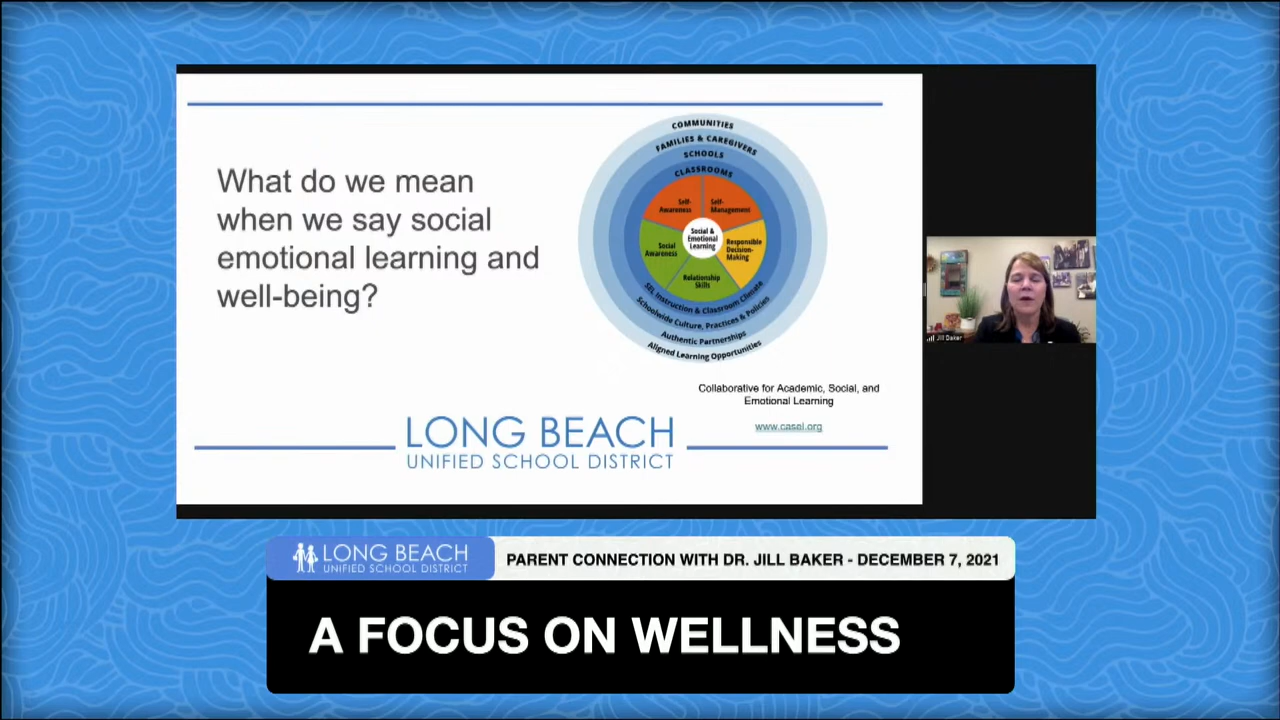 What do we mean
when we say social
emotional learning and
well-being?
COMMUNITIES
FAMILIES & CAREGIVERS
SCHOOLS
CLASSROOMS
Self-
Awareness
Self-
Management
Social
Awareness
Social &
Emotional
Learning
Responsible
Decision-
Making
Relationship
Skills
SEL Instruction & Classroom Climate
Schoolwide Culture, Practices & Policies
Authentic Partnerships
Aligned Learning Opportunities
Collaborative for Academic, Social, and
Emotional Learning
www.casel.org
LONG BEACH
UNIFIED SCHOOL DISTRICT
Jill Baker
LONG BEACH
UNIFIED SCHOOL DISTRICT
PARENT CONNECTION WITH DR. JILL BAKER - DECEMBER 7, 2021
A FOCUS ON WELLNESS